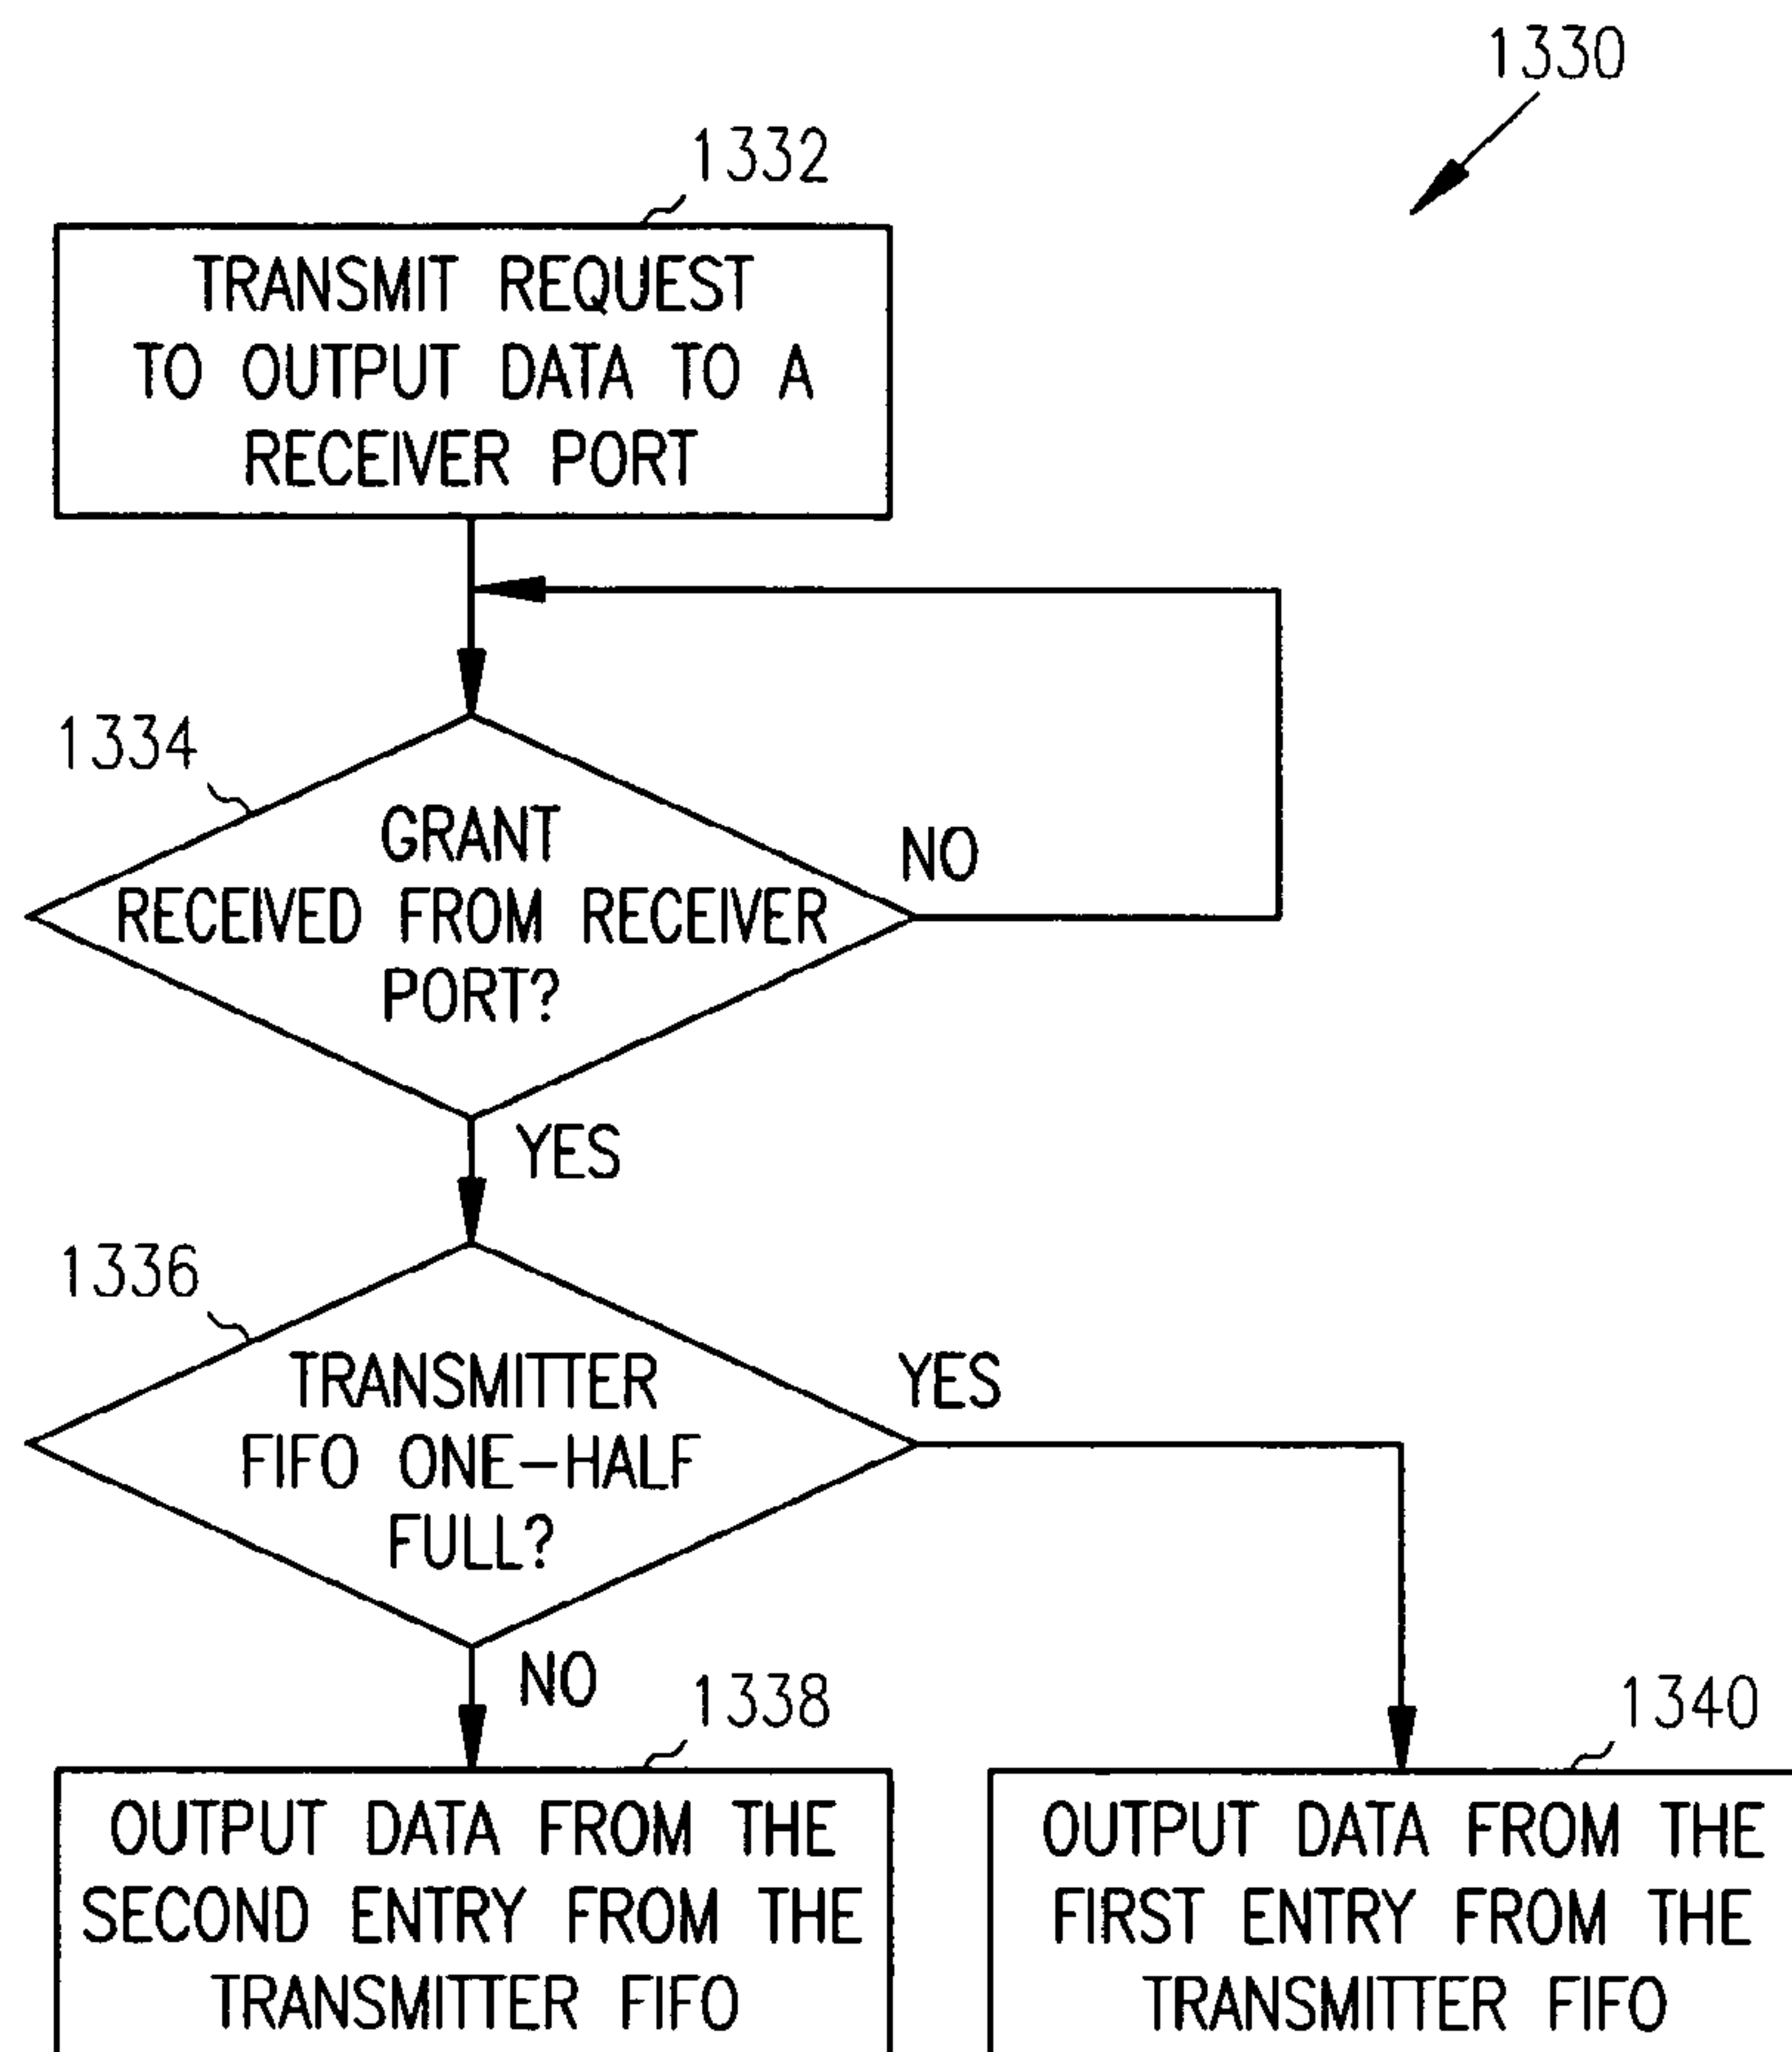 1330
1332
TRANSMIT REQUEST
TO OUTPUT DATA TO A
RECEIVER PORT
1334
GRANT
RECEIVED FROM RECEIVER
PORT?
NO
YES
1336
TRANSMITTER
FIFO ONE-HALF
FULL?
YES
NO
1338
OUTPUT DATA FROM THE
SECOND ENTRY FROM THE
TRANSMITTER FIFO
1340
OUTPUT DATA FROM THE
FIRST ENTRY FROM THE
TRANSMITTER FIFO